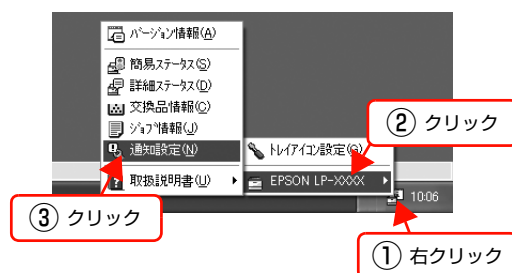 バージョン情報(A)
簡易ステータス(S)
詳細ステータス(D)
交換品情報(C)
ジョブ情報(J)
通知設定(N)
取扱説明書(U)
トレイアイコン設定(G)
EPSON LP-XXXX
10:06
② クリック
③ クリック
① 右クリック